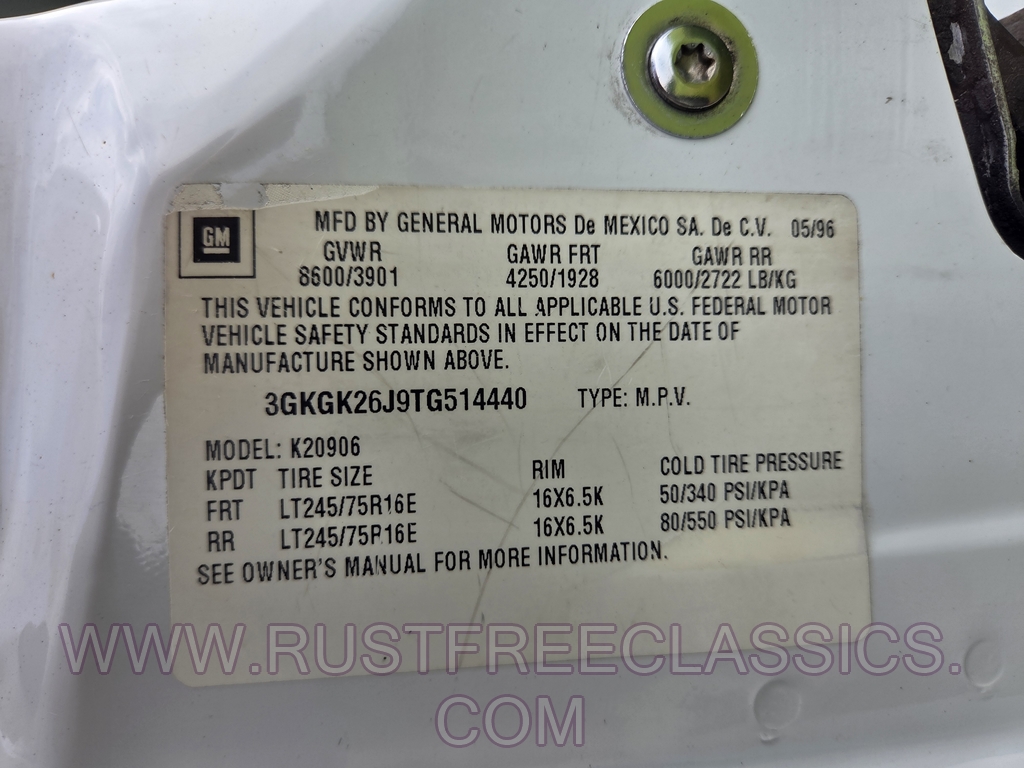 GM
MFD BY GENERAL MOTORS De MEXICO SA. De C.V. 05/96
GVWR GAWR FRT GAWR RR
8600/3901 4250/1928 6000/2722 LB/KG
THIS VEHICLE CONFORMS TO ALL APPLICABLE U.S. FEDERAL MOTOR
VEHICLE SAFETY STANDARDS IN EFFECT ON THE DATE OF
MANUFACTURE SHOWN ABOVE.
3GKGK26J9TG514440 TYPE: M.P.V.
MODEL: K20906
KPDT TIRE SIZE RIM COLD TIRE PRESSURE
FRT LT245/75R16E 16X6.5K 50/340 PSI/KPA
RR LT245/75R16E 16X6.5K 80/550 PSI/KPA
SEE OWNER'S MANUAL FOR MORE INFORMATION.
WWW.RUSTFREECLASSICS.
COM